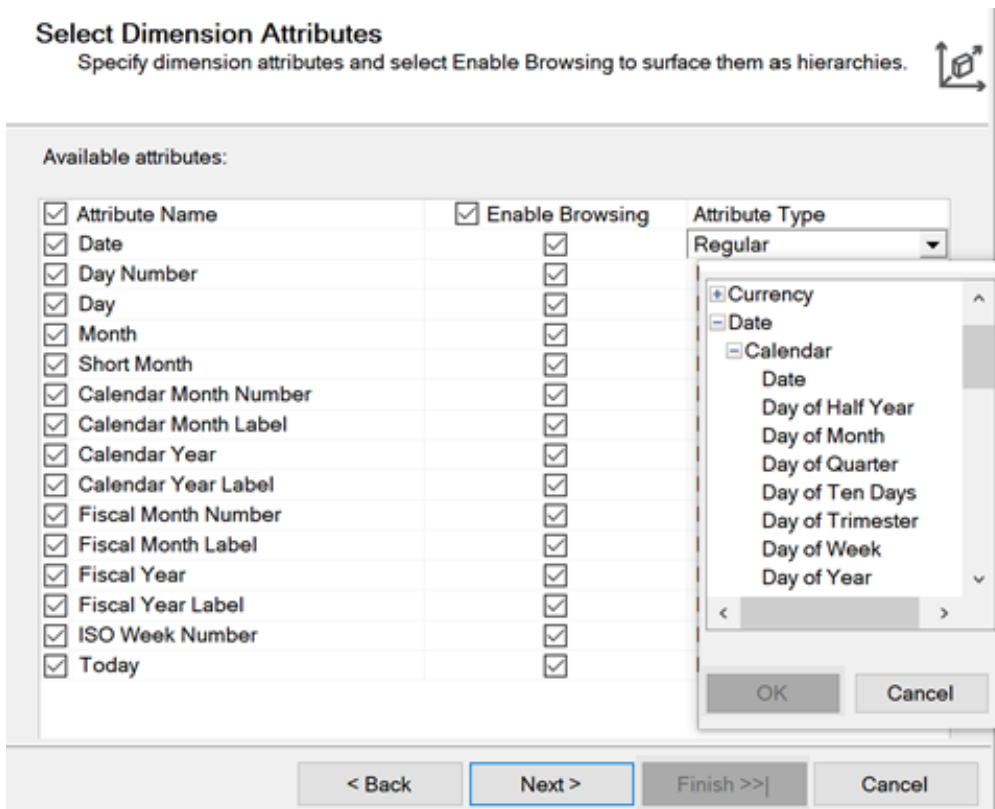 Select Dimension Attributes
Specify dimension attributes and select Enable Browsing to surface them as hierarchies.
Available attributes:
Attribute Name Enable Browsing Attribute Type
Date Regular
Day Number
Day
Month
Short Month
Calendar Month Number
Calendar Month Label
Calendar Year
Calendar Year Label
Fiscal Month Number
Fiscal Month Label
Fiscal Year
Fiscal Year Label
ISO Week Number
Today
Currency
Date
Calendar
Date
Day of Half Year
Day of Month
Day of Quarter
Day of Ten Days
Day of Trimester
Day of Week
Day of Year
OK Cancel
< Back Next > Finish >>| Cancel